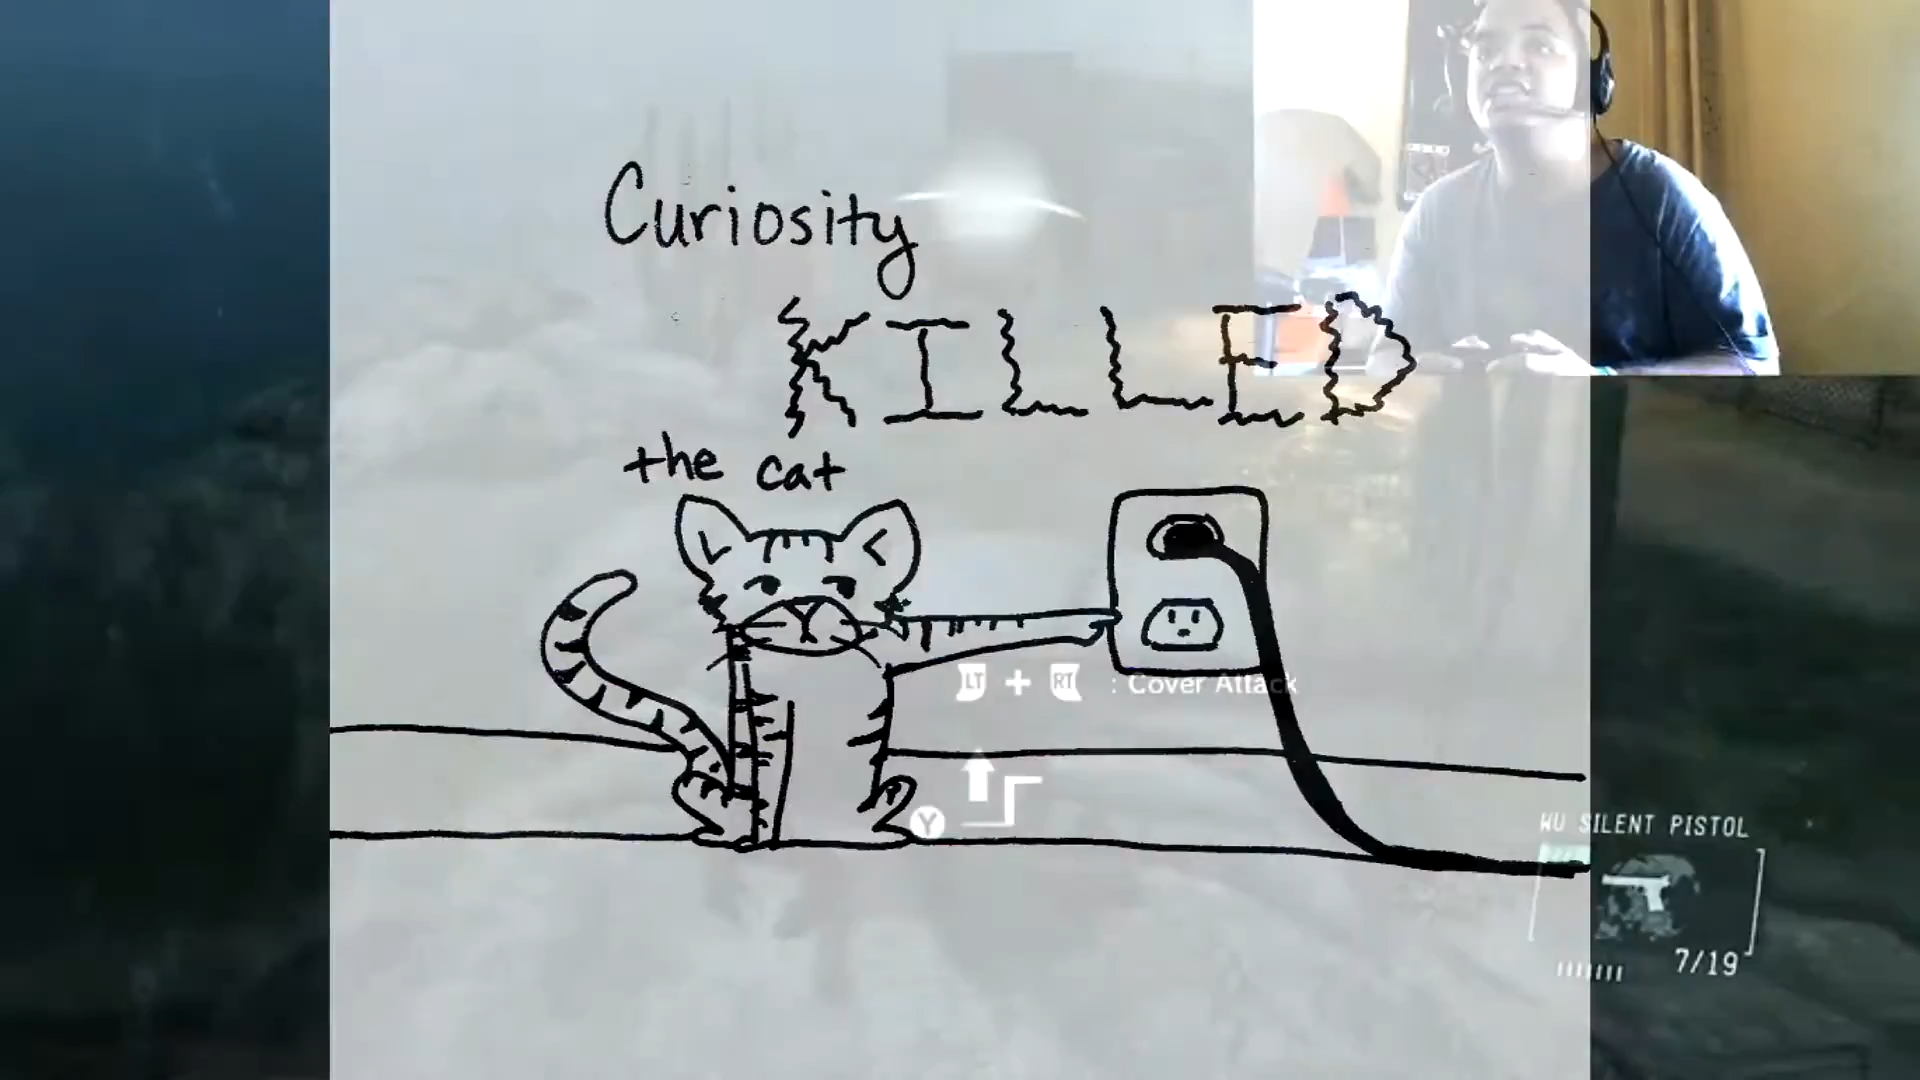 Curiosity
KILLED
the cat
LT + RT : Cover Attack
Y
WU SILENT PISTOL
7/19